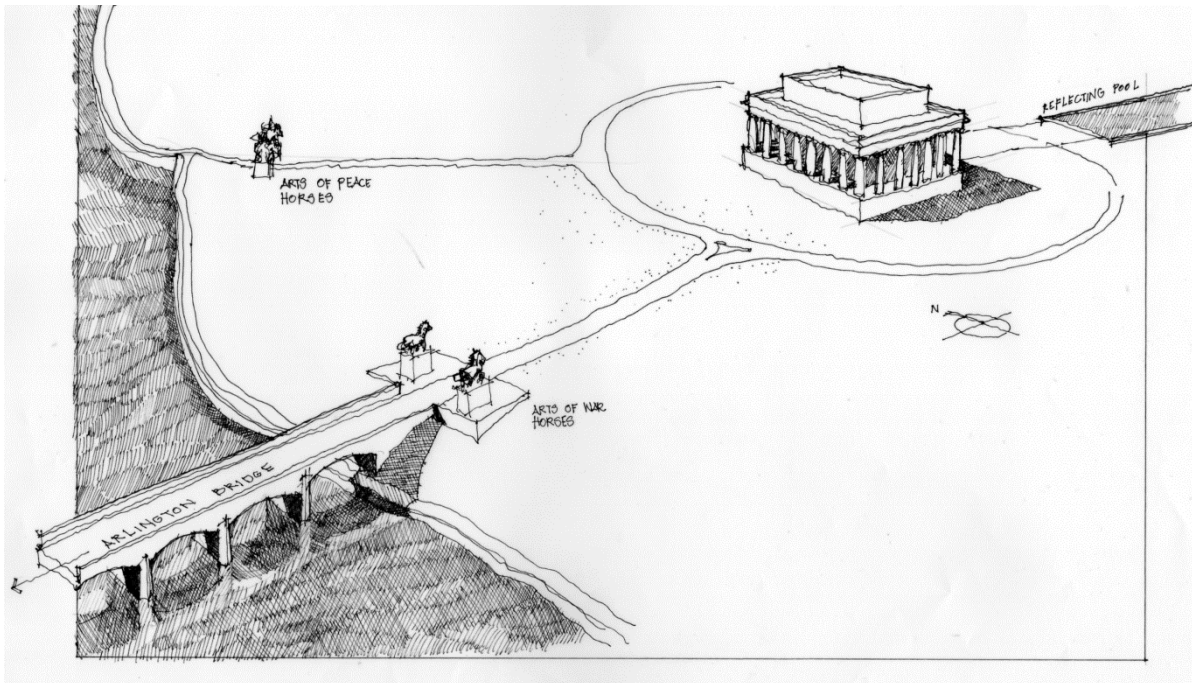 REFLECTING POOL
ARTS OF PEACE
HORSES
N
ARTS OF WAR
HORSES
ARLINGTON BRIDGE